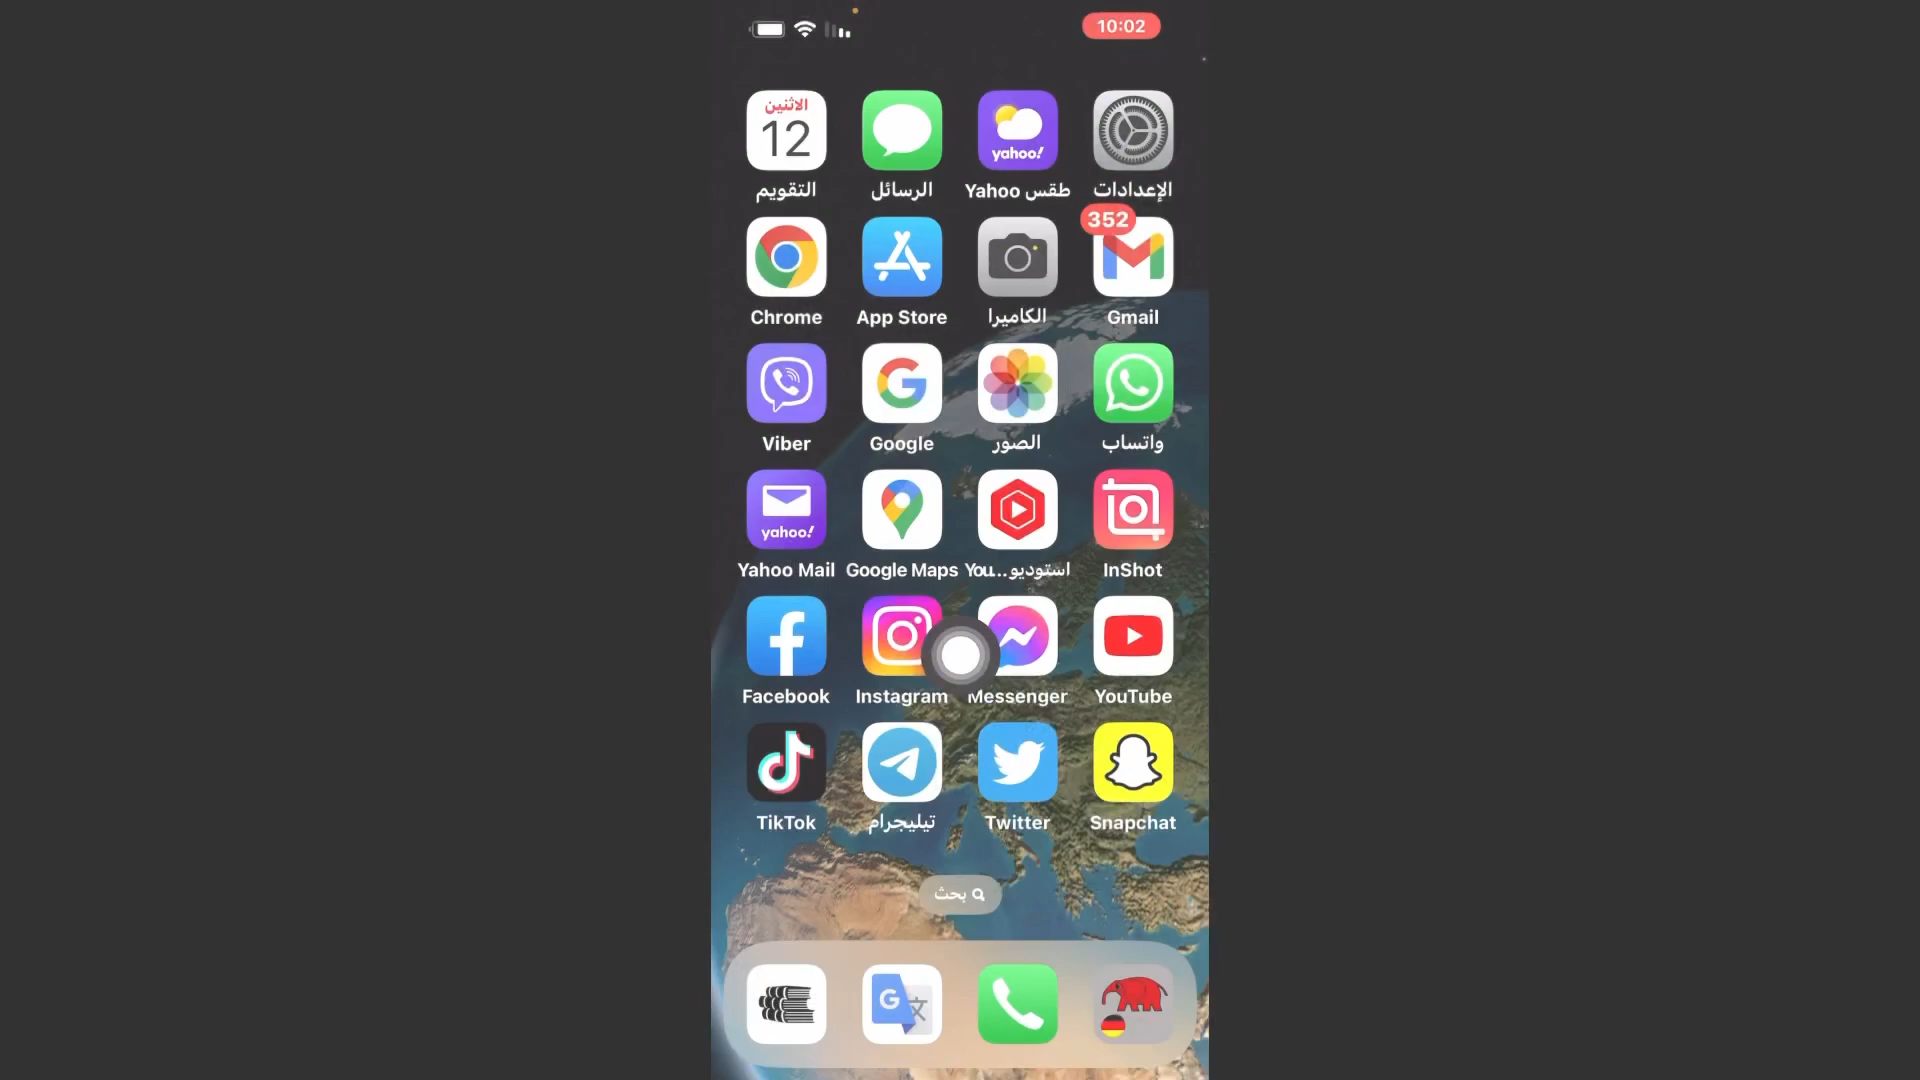 10:02
الاثنين
12
yahoo!
الإعدادات
طقس Yahoo
الرسائل
التقويم
352
Gmail
الكاميرا
App Store
Chrome
واتساب
الصور
Google
Viber
yahoo!
InShot
استوديو ...You
Google Maps
Yahoo Mail
YouTube
Messenger
Instagram
Facebook
Snapchat
Twitter
تيليجرام
TikTok
بحث
G
文